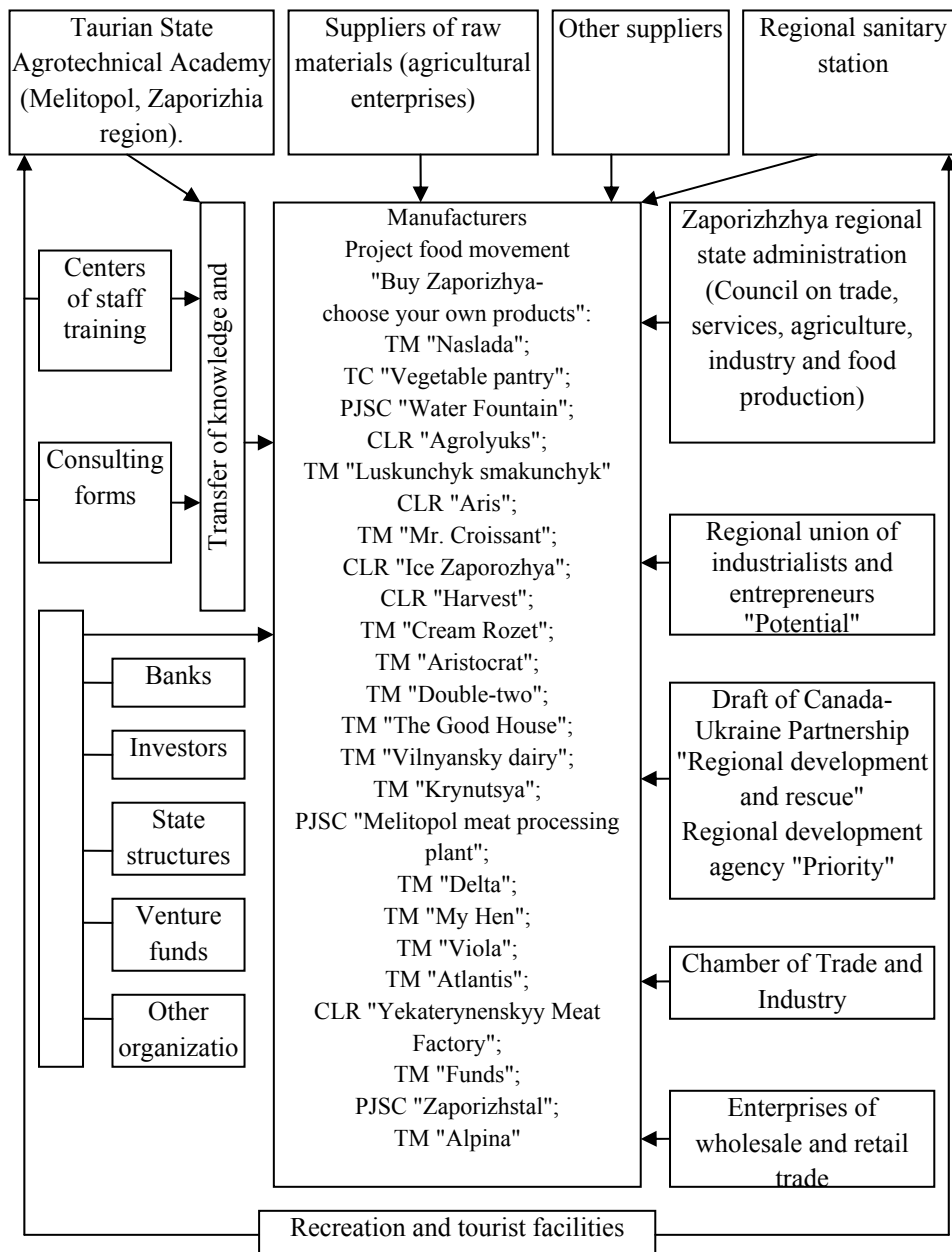 Taurian State
Agrotechnical Academy
(Melitopol, Zaporizhia
region).
Suppliers of raw
materials (agricultural
enterprises)
Other suppliers
Regional sanitary
station
Centers
of staff
training
Consulting
forms
Transfer of knowledge and
Banks
Investors
State
structures
Venture
funds
Other
organizatio
Manufacturers
Project food movement
"Buy Zaporizhya-
choose your own products":
TM "Naslada";
TC "Vegetable pantry";
PJSC "Water Fountain";
CLR "Agrolyuks";
TM "Luskunchyk smakunchyk"
CLR "Aris";
TM "Mr. Croissant";
CLR "Ice Zaporozhya";
CLR "Harvest";
TM "Cream Rozet";
TM "Aristocrat";
TM "Double-two";
TM "The Good House";
TM "Vilnyansky dairy";
TM "Krynutsya";
PJSC "Melitopol meat processing
plant";
TM "Delta";
TM "My Hen";
TM "Viola";
TM "Atlantis";
CLR "Yekaterynenskyy Meat
Factory";
TM "Funds";
PJSC "Zaporizhstal";
TM "Alpina"
Zaporizhzhya regional
state administration
(Council on trade,
services, agriculture,
industry and food
production)
Regional union of
industrialists and
entrepreneurs
"Potential"
Draft of Canada-
Ukraine Partnership
"Regional development
and rescue"
Regional development
agency "Priority"
Chamber of Trade and
Industry
Enterprises of
wholesale and retail
trade
Recreation and tourist facilities